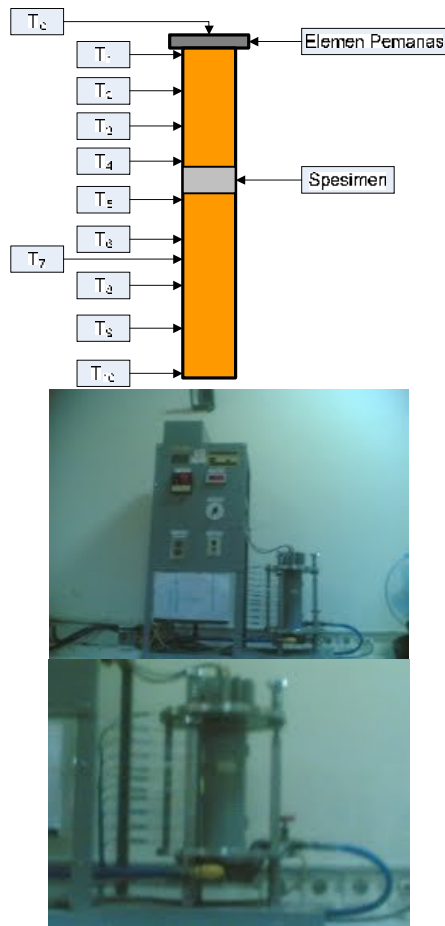 T₀
Elemen Pemanas
T₁
T₂
T₃
T₄
Spesimen
T₅
T₆
T₇
T₈
T₉
T₁₀